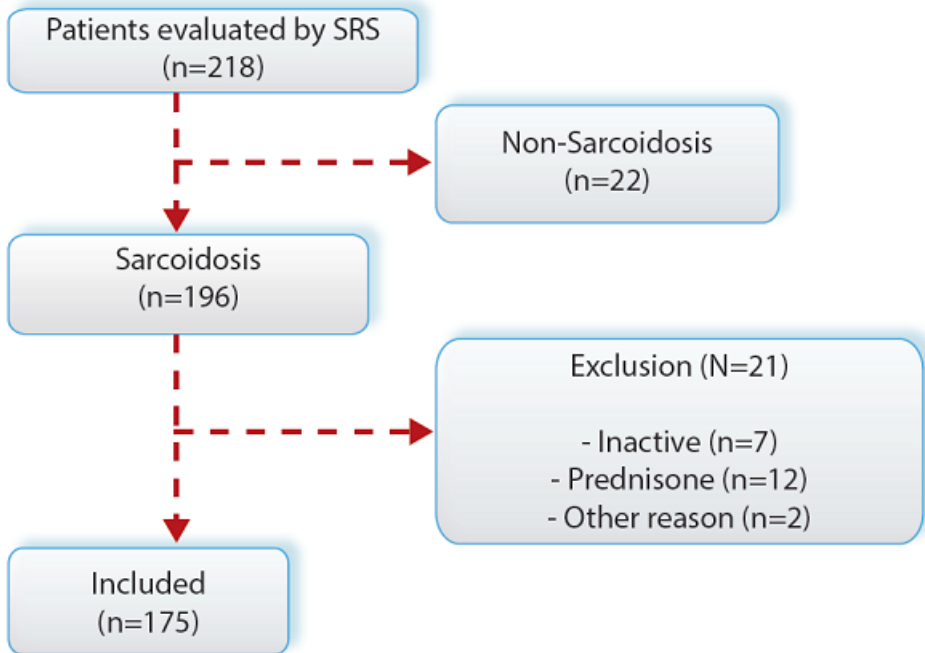 Patients evaluated by SRS
(n=218)
Non-Sarcoidosis
(n=22)
Sarcoidosis
(n=196)
Exclusion (N=21)
- Inactive (n=7)
- Prednisone (n=12)
- Other reason (n=2)
Included
(n=175)